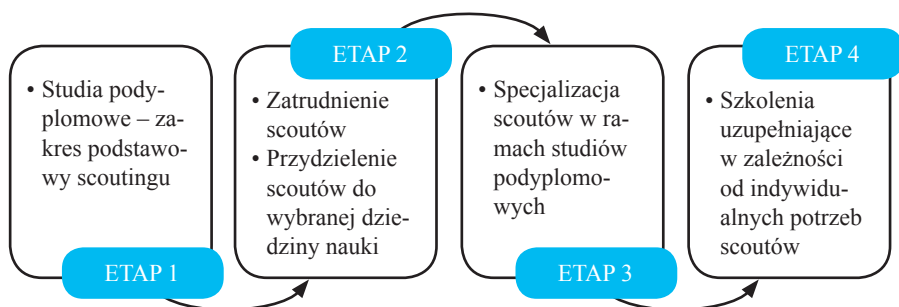 • Studia pody-
plomowe – za-
kres podstawo-
wy scoutingu
ETAP 1
ETAP 2
• Zatrudnienie
scoutów
• Przydzielenie
scoutów do
wybranej dzie-
dziny nauki
• Specjalizacja
scoutów w ra-
mach studiów
podyplomo-
wych
ETAP 3
ETAP 4
• Szkolenia
uzupełniające
w zależności
od indywidu-
alnych potrzeb
scoutów